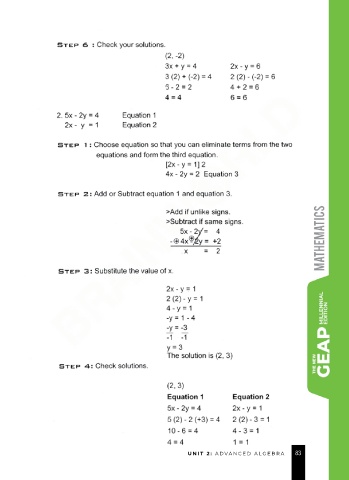 STEP 6 : Check your solutions.
(2, -2)
3x + y = 4 2x - y = 6
3 (2) + (-2) = 4 2 (2) - (-2) = 6
- 2 = 2 4 + 2 = 6
4 = 4 6 = 6
2. 5x - 2y = 4 Equation 1
2x - y = 1 Equation 2
STEP 1: Choose equation so that you can eliminate terms from the two
equations and form the third equation.
[2x - y = 1] 2
4x - 2y = 2 Equation 3
STEP 2: Add or Subtract equation 1 and equation 3.
>Add if unlike signs.
>Subtract if same signs.
5x - 2y = 4
- ⊕ 4x ⊕ 2y = +2
x = 2
STEP 3: Substitute the value of x
2x - y = 1
2 (2) - y = 1
4 - y = 1
-y = 1 - 4
-y = -3
-1 -1
y = 3
The solution is (2, 3)
STEP 4: Check solutions.
(2, 3)
Equation 1 Equation 2
5x - 2y = 4 2x - y = 1
5 (2) - 2 (+3) = 4 2 (2) - 3 = 1
10 - 6 = 4 4 - 3 = 1
4 = 4 1 = 1
UNIT 2: ADVANCED ALGEBRA 83
MATHEMATICS
THE NEW GEAP MILLENNIAL EDITION